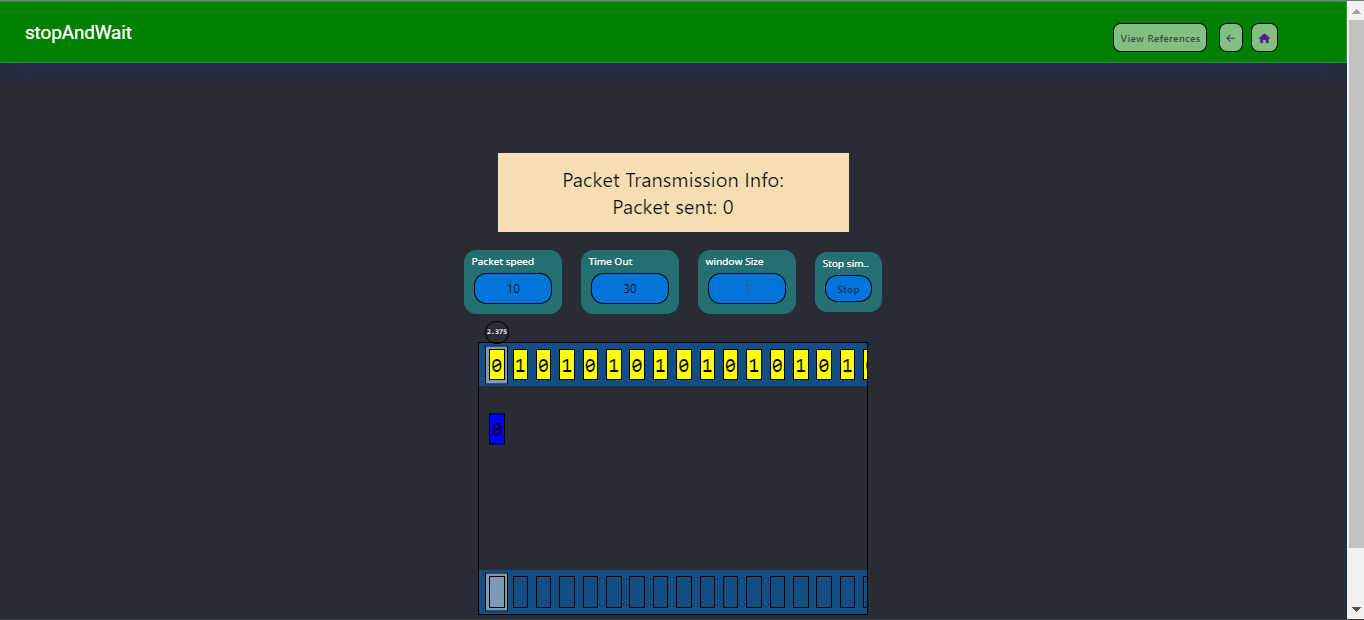 stopAndWait
View References
Packet Transmission Info:
Packet sent: 0
Packet speed
10
Time Out
30
window Size
Stop sim..
Stop
2.375
0 1 0 1 0 1 0 1 0 1 0 1 0 1 0 1
0